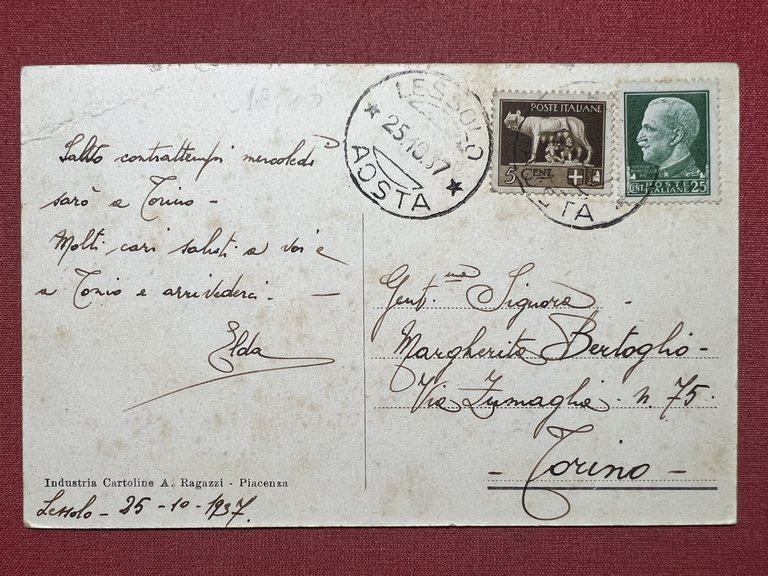 Salvo contrattempi mercoledì
sarò a Torino -
Molti cari saluti a voi e
a Tonio e arrivederci. -
Elda
Industria Cartoline A. Ragazzi - Piacenza
Lessolo - 25 - 10 - 1937.
LESSOLO
25.10.37
AOSTA
POSTE ITALIANE
5 CENT.
CENT. POSTE ITALIANE 25
STA
Gent.ma Signora
Margherita Bertoglio -
Via Zumaglia n. 75.
- Torino -